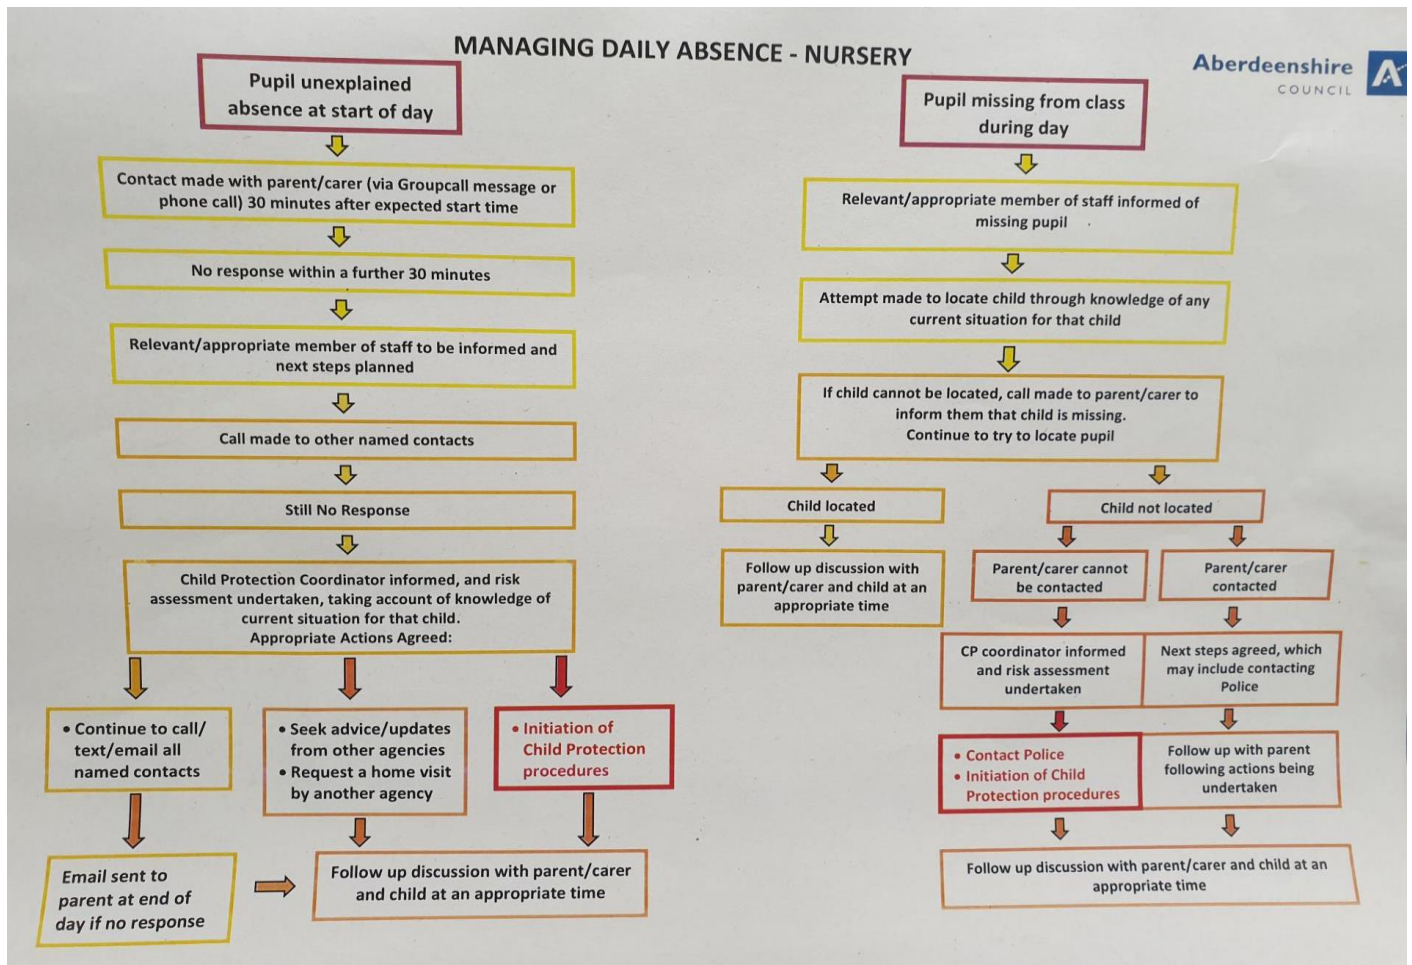 MANAGING DAILY ABSENCE - NURSERY
Aberdeenshire
COUNCIL
Pupil unexplained
absence at start of day
Contact made with parent/carer (via Groupcall message or
phone call) 30 minutes after expected start time
No response within a further 30 minutes
Relevant/appropriate member of staff to be informed and
next steps planned
Call made to other named contacts
Still No Response
Child Protection Coordinator informed, and risk
assessment undertaken, taking account of knowledge of
current situation for that child.
Appropriate Actions Agreed:
• Continue to call/
text/email all
named contacts
• Seek advice/updates
from other agencies
• Request a home visit
by another agency
• Initiation of
Child Protection
procedures
Email sent to
parent at end of
day if no response
Follow up discussion with parent/carer
and child at an appropriate time
Pupil missing from class
during day
Relevant/appropriate member of staff informed of
missing pupil
Attempt made to locate child through knowledge of any
current situation for that child
If child cannot be located, call made to parent/carer to
inform them that child is missing.
Continue to try to locate pupil
Child located
Follow up discussion with
parent/carer and child at an
appropriate time
Child not located
Parent/carer cannot
be contacted
Parent/carer
contacted
CP coordinator informed
and risk assessment
undertaken
Next steps agreed, which
may include contacting
Police
• Contact Police
• Initiation of Child
Protection procedures
Follow up with parent
following actions being
undertaken
Follow up discussion with parent/carer and child at an
appropriate time